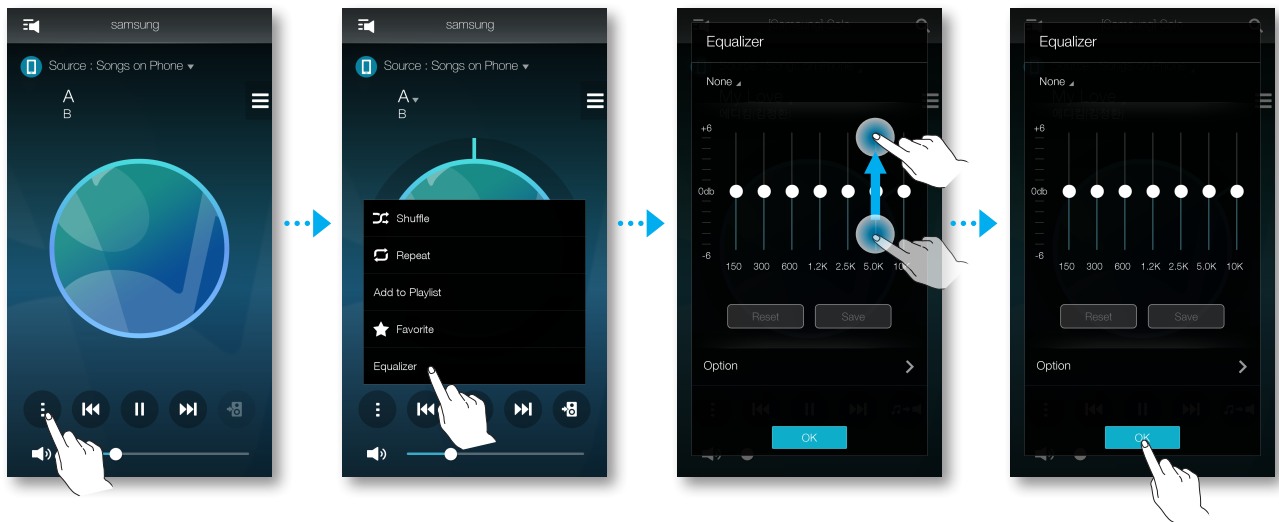 samsung
Source : Songs on Phone
A
B
samsung
Source : Songs on Phone
A
B
Shuffle
Repeat
Add to Playlist
Favorite
Equalizer
Equalizer
None
+6
0db
-6
150 300 600 1.2K 2.5K 5.0K
Reset Save
Option
OK
Equalizer
None
+6
0db
-6
150 300 600 1.2K 2.5K 5.0K 10K
Reset Save
Option
OK